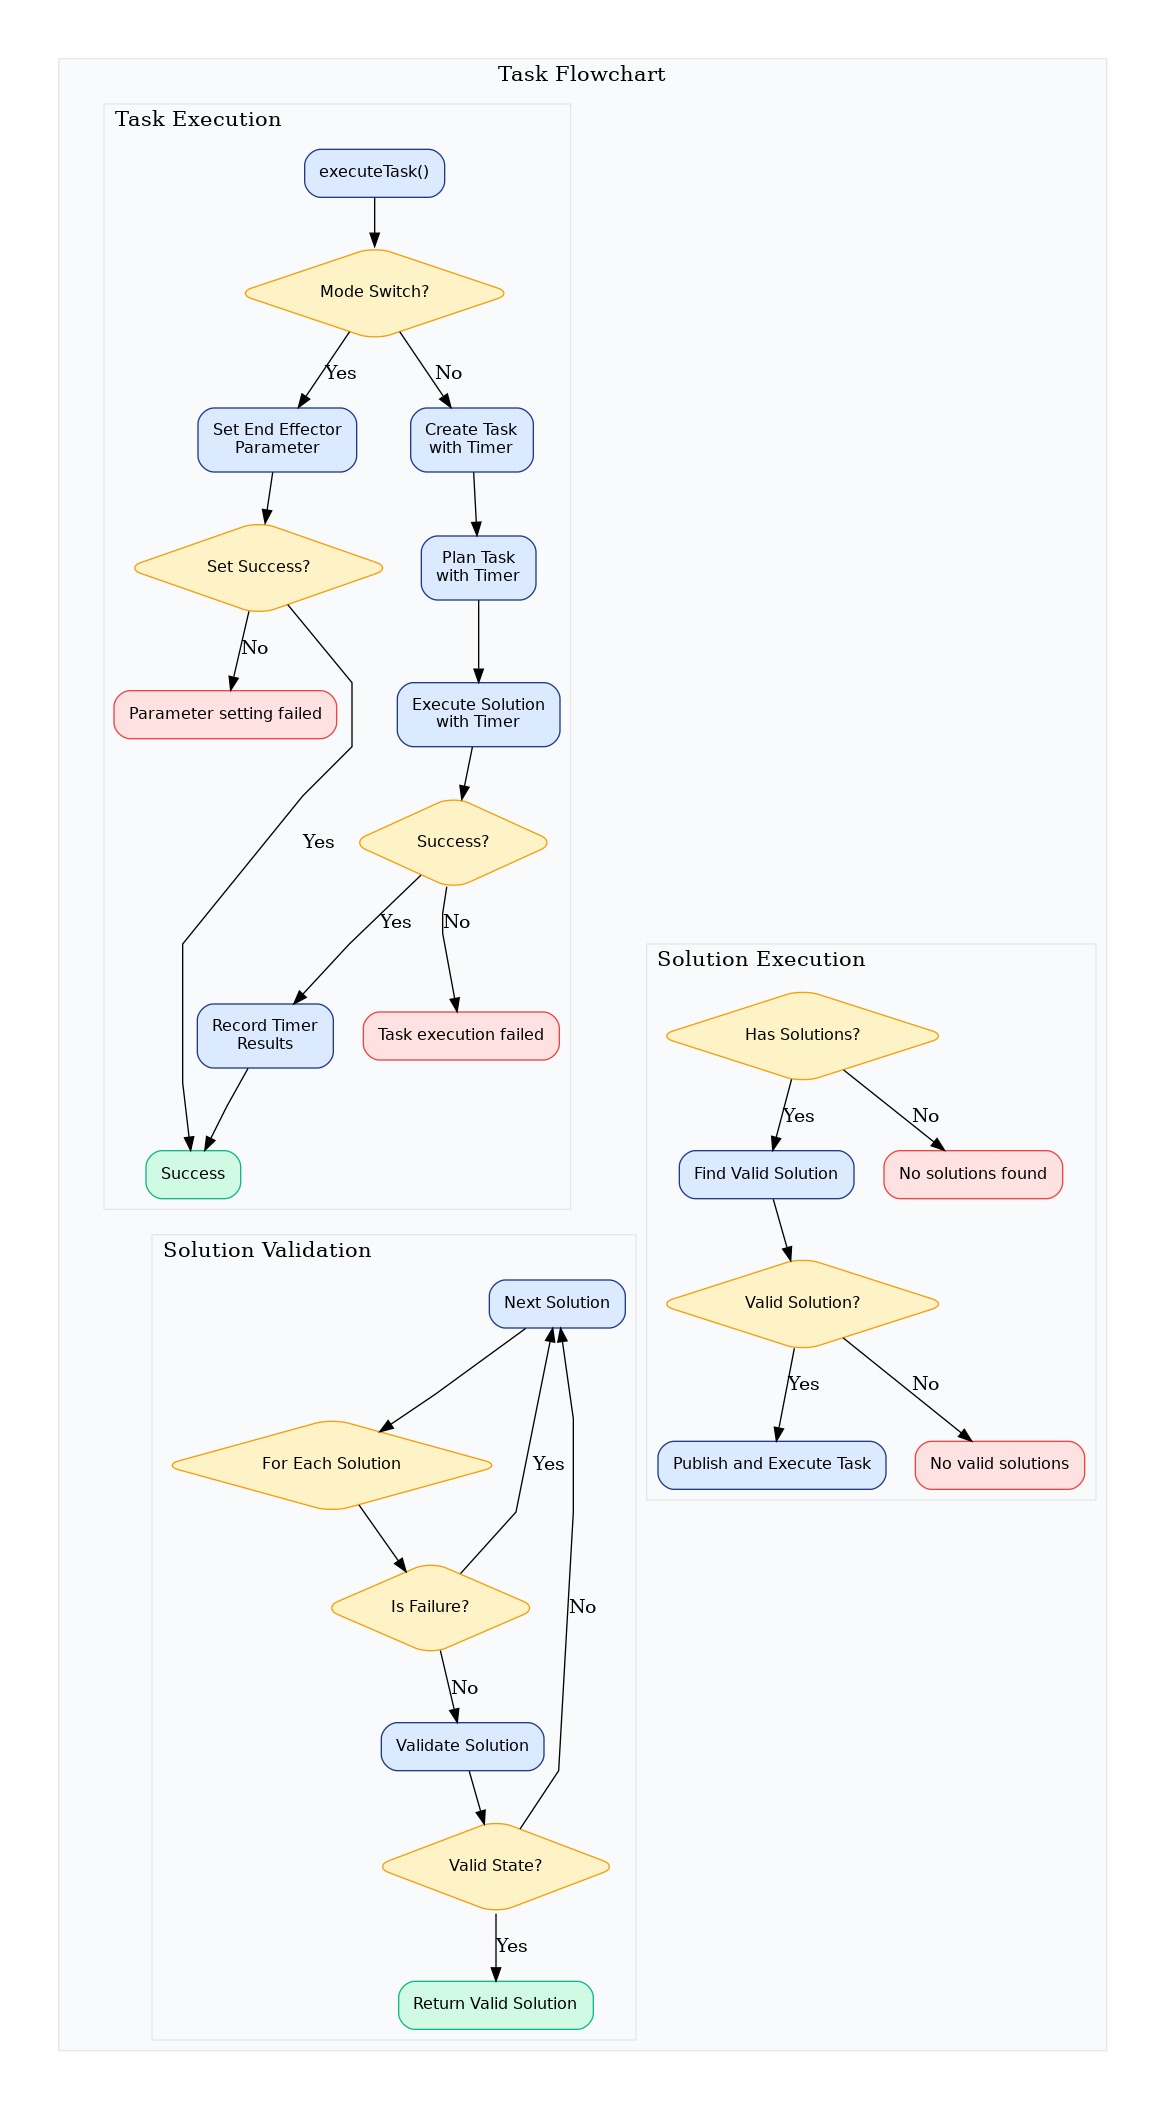 Task Flowchart
Task Execution
executeTask()
Mode Switch?
Yes
No
Set End Effector
Parameter
Create Task
with Timer
Set Success?
Plan Task
with Timer
No
Parameter setting failed
Execute Solution
with Timer
Yes
Success?
Yes
No
Record Timer
Results
Task execution failed
Success
Solution Execution
Has Solutions?
Yes
No
Find Valid Solution
No solutions found
Valid Solution?
Yes
No
Publish and Execute Task
No valid solutions
Solution Validation
Next Solution
For Each Solution
Yes
Is Failure?
No
No
Validate Solution
Valid State?
Yes
Return Valid Solution